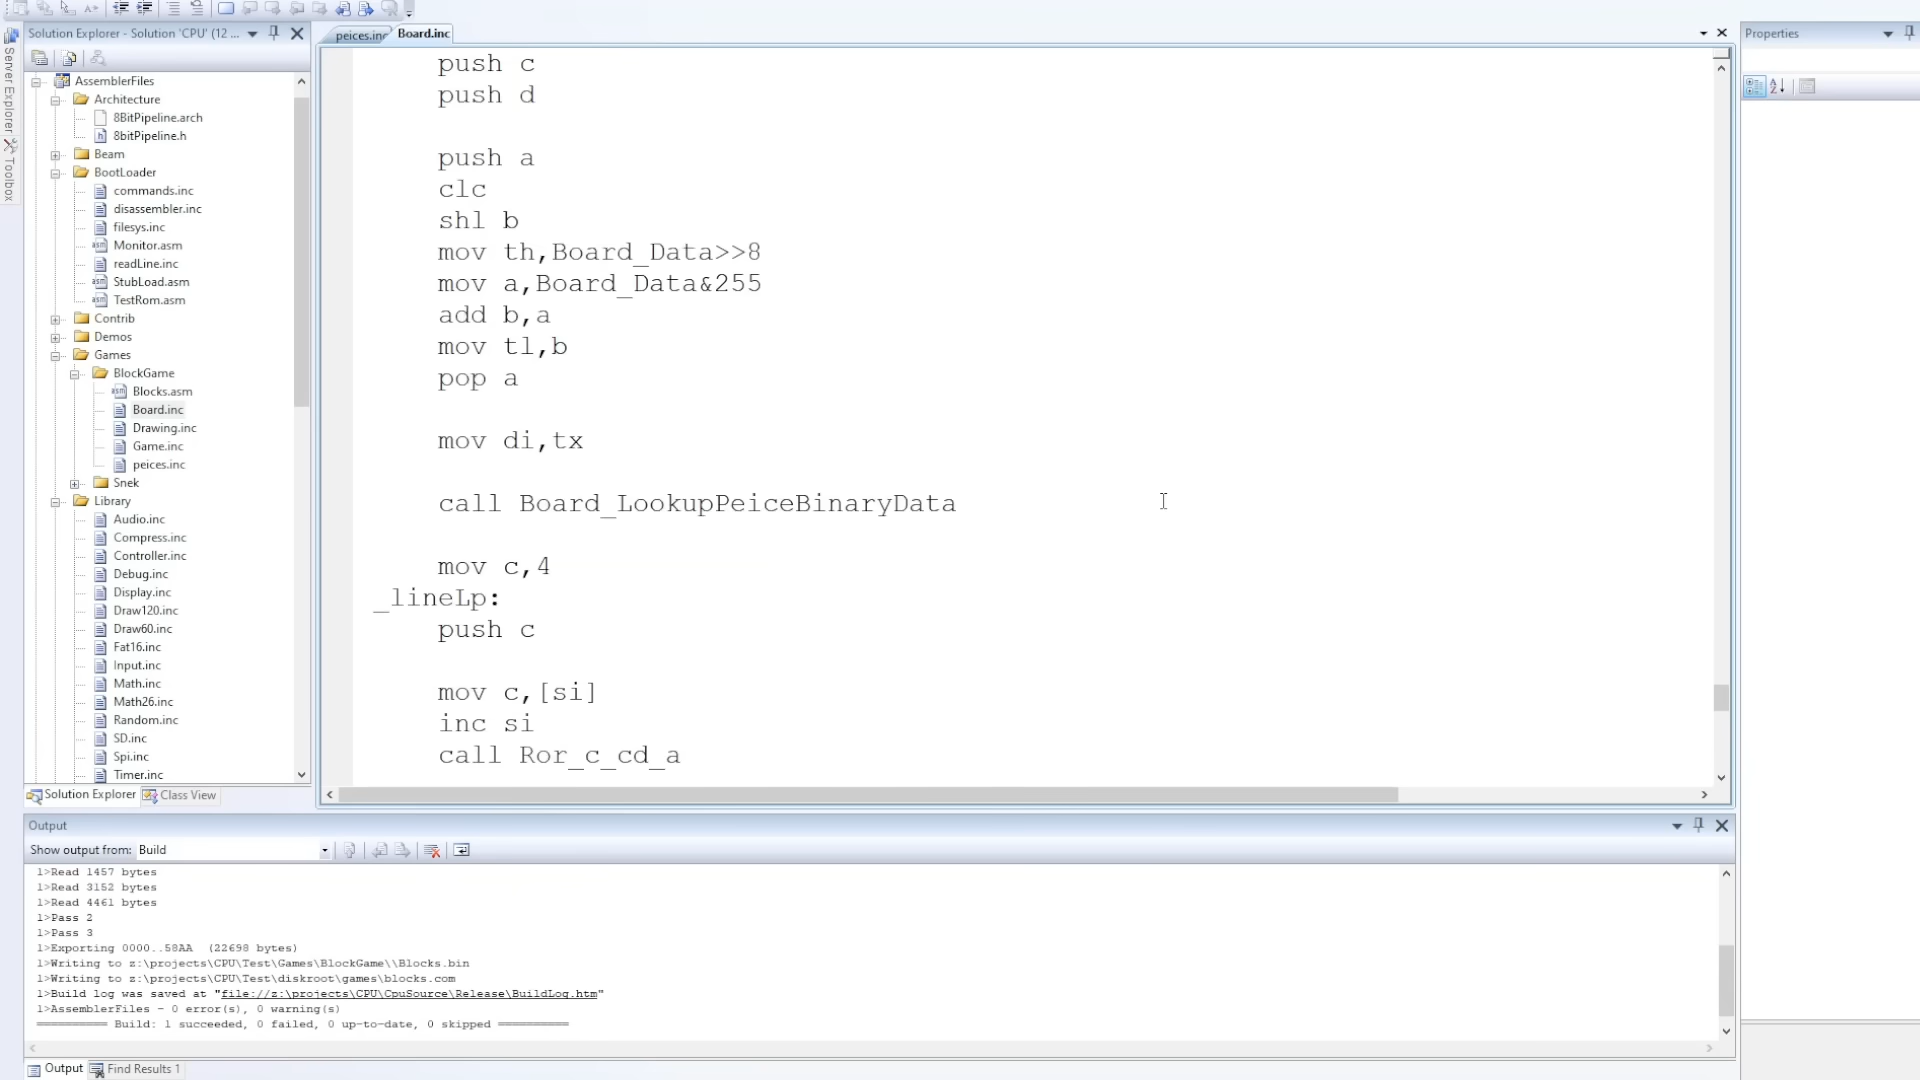 Solution Explorer - Solution 'CPU' (12 ...
peices.inc
Board.inc
Properties
Server Explorer
Toolbox
AssemblerFiles
Architecture
8BitPipeline.arch
8bitPipeline.h
Beam
BootLoader
commands.inc
disassembler.inc
filesys.inc
Monitor.asm
readLine.inc
StubLoad.asm
TestRom.asm
Contrib
Demos
Games
BlockGame
Blocks.asm
Board.inc
Drawing.inc
Game.inc
peices.inc
Snek
Library
Audio.inc
Compress.inc
Controller.inc
Debug.inc
Display.inc
Draw120.inc
Draw60.inc
Fat16.inc
Input.inc
Math.inc
Math26.inc
Random.inc
SD.inc
Spi.inc
Timer.inc
Solution Explorer
Class View
push c
push d
push a
clc
shl b
mov th,Board_Data>>8
mov a,Board_Data&255
add b,a
mov tl,b
pop a
mov di,tx
call Board_LookupPeiceBinaryData
mov c,4
_lineLp:
push c
mov c,[si]
inc si
call Ror_c_cd_a
Output
Show output from: Build
1>Read 1457 bytes
1>Read 3152 bytes
1>Read 4461 bytes
1>Pass 2
1>Pass 3
1>Exporting 0000..58AA (22698 bytes)
1>Writing to z:\projects\CPU\Test\Games\BlockGame\\Blocks.bin
1>Writing to z:\projects\CPU\Test\diskroot\games\blocks.com
1>Build log was saved at "file://z:\projects\CPU\CpuSource\Release\BuildLog.htm"
1>AssemblerFiles - 0 error(s), 0 warning(s)
========== Build: 1 succeeded, 0 failed, 0 up-to-date, 0 skipped ==========
Output
Find Results 1